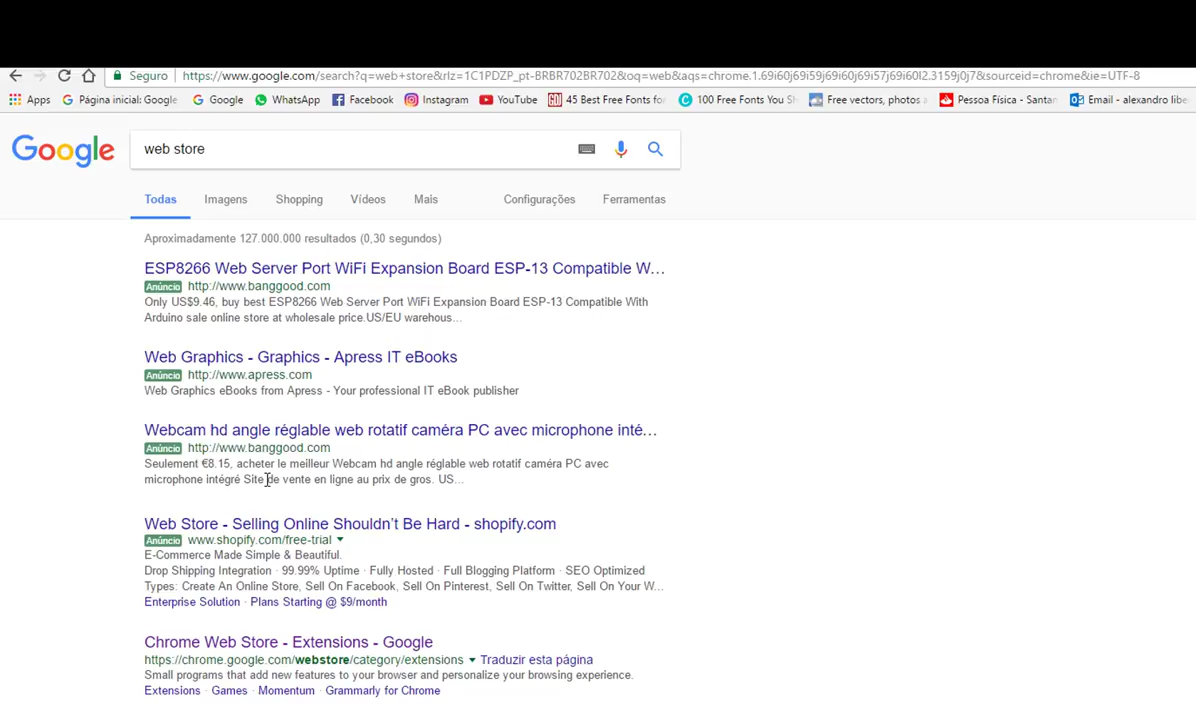 Seguro https://www.google.com/search?q=web+store&rlz=1C1PDZP_pt-BRBR702BR702&oq=web&aqs=chrome.1.69i60j69i59j69i60j69i57j69i60l2.3159j0j7&sourceid=chrome&ie=UTF-8
Apps Página inicial: Google Google WhatsApp Facebook Instagram YouTube 45 Best Free Fonts for 100 Free Fonts You Sh Free vectors, photos a Pessoa Física - Santan Email - alexandro libe
Google web store
Todas Imagens Shopping Vídeos Mais Configurações Ferramentas
Aproximadamente 127.000.000 resultados (0,30 segundos)
ESP8266 Web Server Port WiFi Expansion Board ESP-13 Compatible W...
Anúncio http://www.banggood.com
Only US$9.46, buy best ESP8266 Web Server Port WiFi Expansion Board ESP-13 Compatible With
Arduino sale online store at wholesale price.US/EU warehous...
Web Graphics - Graphics - Apress IT eBooks
Anúncio http://www.apress.com
Web Graphics eBooks from Apress - Your professional IT eBook publisher
Webcam hd angle réglable web rotatif caméra PC avec microphone inté...
Anúncio http://www.banggood.com
Seulement €8.15, acheter le meilleur Webcam hd angle réglable web rotatif caméra PC avec
microphone intégré Site de vente en ligne au prix de gros. US...
Web Store - Selling Online Shouldn't Be Hard - shopify.com
Anúncio www.shopify.com/free-trial
E-Commerce Made Simple & Beautiful.
Drop Shipping Integration · 99.99% Uptime · Fully Hosted · Full Blogging Platform · SEO Optimized
Types: Create An Online Store, Sell On Facebook, Sell On Pinterest, Sell On Twitter, Sell On Your W...
Enterprise Solution · Plans Starting @ $9/month
Chrome Web Store - Extensions - Google
https://chrome.google.com/webstore/category/extensions Traduzir esta página
Small programs that add new features to your browser and personalize your browsing experience.
Extensions · Games · Momentum · Grammarly for Chrome